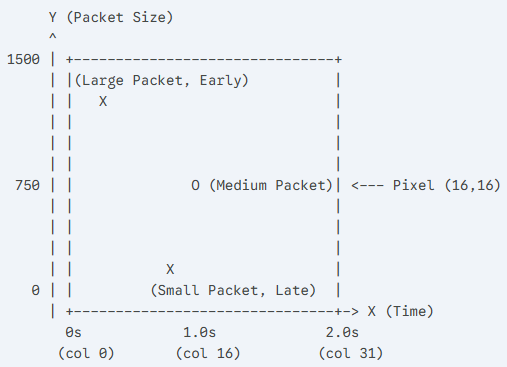 Y (Packet Size)
^
1500 | +-------------------------------+
| |(Large Packet, Early) |
| | X |
| | |
| | |
| | |
750 | | O (Medium Packet)| <--- Pixel (16,16)
| | |
| | |
| | |
| | X |
0 | | (Small Packet, Late) |
| +-------------------------------+-> X (Time)
0s 1.0s 2.0s
(col 0) (col 16) (col 31)